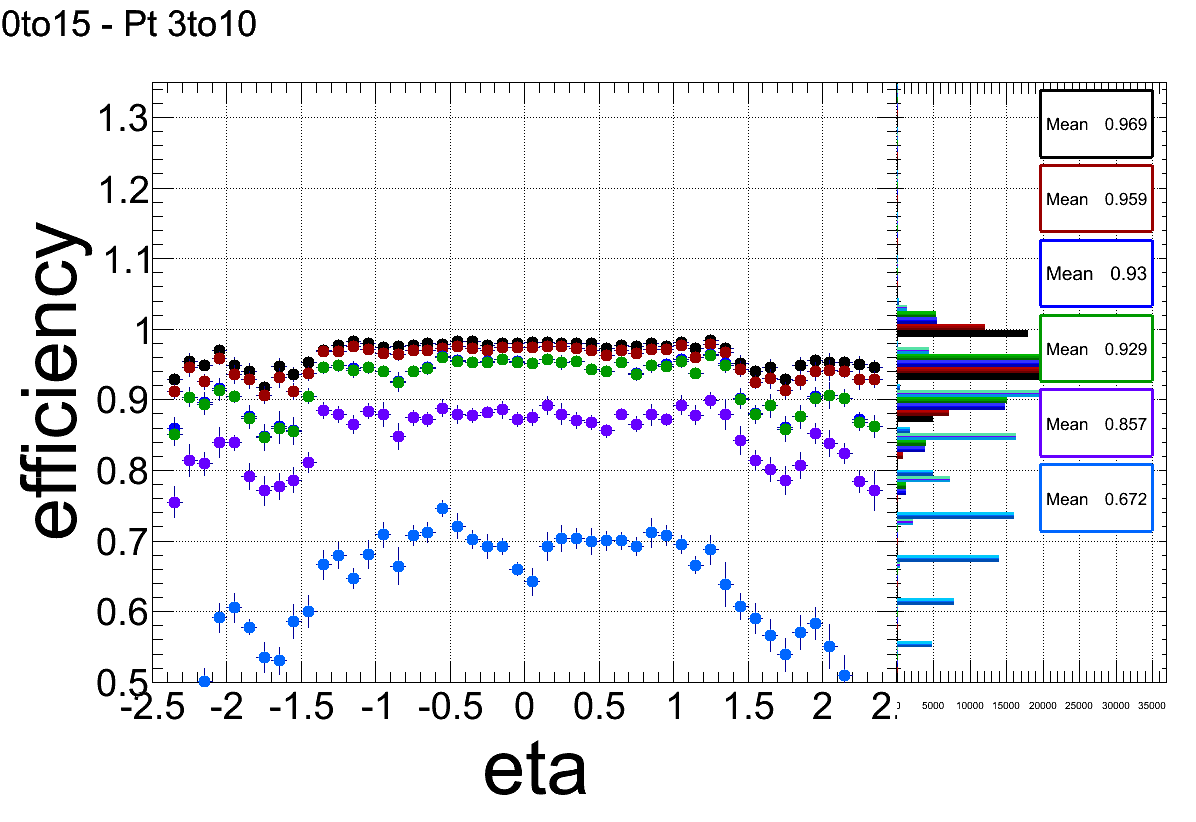 0to15 - Pt 3to10
efficiency
1.3
1.2
1.1
1
0.9
0.8
0.7
0.6
0.5
-2.5 -2 -1.5 -1 -0.5 0 0.5 1 1.5 2 2.
eta
5000 10000 15000 20000 25000 30000 35000
Mean 0.969
Mean 0.959
Mean 0.93
Mean 0.929
Mean 0.857
Mean 0.672